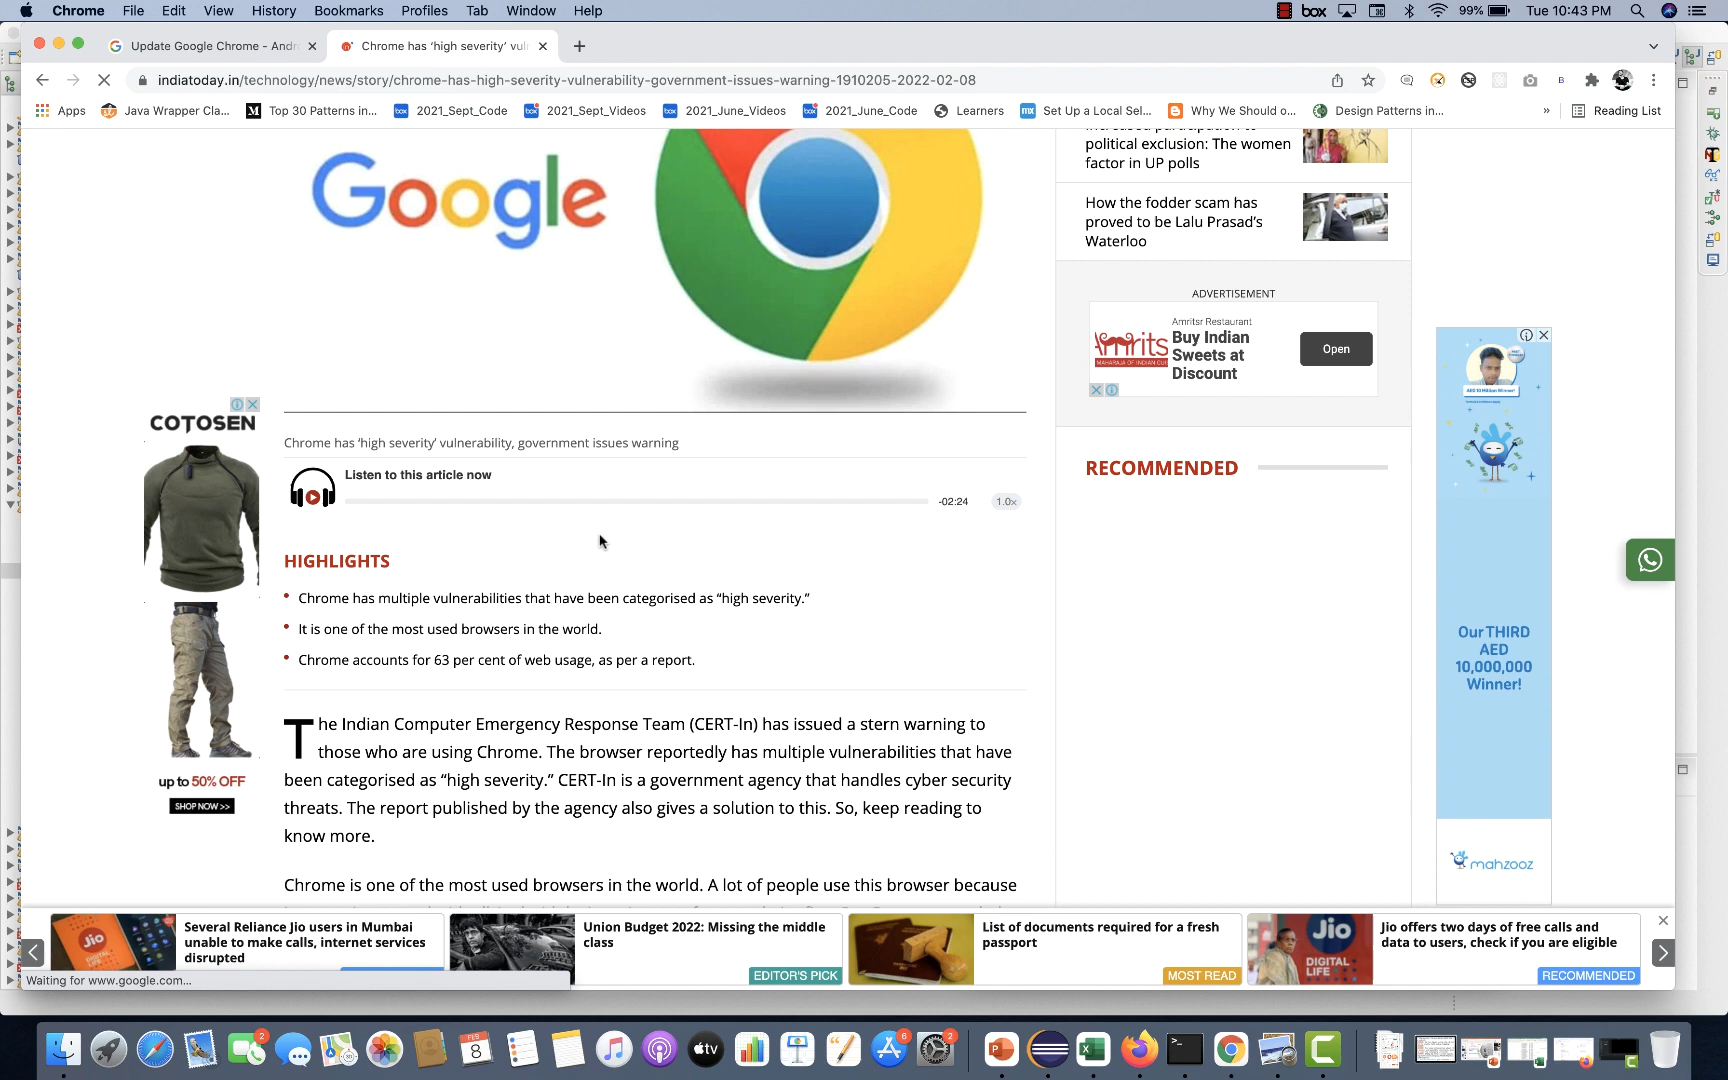 Chrome File Edit View History Bookmarks Profiles Tab Window Help
box 99% Tue 10:43 PM
Update Google Chrome - Andr
Chrome has ‘high severity’ vul
indiatoday.in/technology/news/story/chrome-has-high-severity-vulnerability-government-issues-warning-1910205-2022-02-08
Apps Java Wrapper Cla... Top 30 Patterns in... 2021_Sept_Code 2021_Sept_Videos 2021_June_Videos 2021_June_Code Learners Set Up a Local Sel... Why We Should o... Design Patterns in... » Reading List
Google
political exclusion: The women
factor in UP polls
How the fodder scam has
proved to be Lalu Prasad’s
Waterloo
ADVERTISEMENT
Amritsr Restaurant
Buy Indian
Sweets at
Discount
Open
RECOMMENDED
COTOSEN
up to 50% OFF
SHOP NOW >>
Chrome has ‘high severity’ vulnerability, government issues warning
Listen to this article now
-02:24
1.0x
HIGHLIGHTS
Chrome has multiple vulnerabilities that have been categorised as “high severity.”
It is one of the most used browsers in the world.
Chrome accounts for 63 per cent of web usage, as per a report.
The Indian Computer Emergency Response Team (CERT-In) has issued a stern warning to
those who are using Chrome. The browser reportedly has multiple vulnerabilities that have
been categorised as “high severity.” CERT-In is a government agency that handles cyber security
threats. The report published by the agency also gives a solution to this. So, keep reading to
know more.
Chrome is one of the most used browsers in the world. A lot of people use this browser because
Our THIRD
AED
10,000,000
Winner!
mahzooz
Several Reliance Jio users in Mumbai
unable to make calls, internet services
disrupted
Union Budget 2022: Missing the middle
class
EDITOR'S PICK
List of documents required for a fresh
passport
MOST READ
Jio
DIGITAL
LIFE
Jio offers two days of free calls and
data to users, check if you are eligible
RECOMMENDED
Waiting for www.google.com...
2
FEB
8
tv
6
2